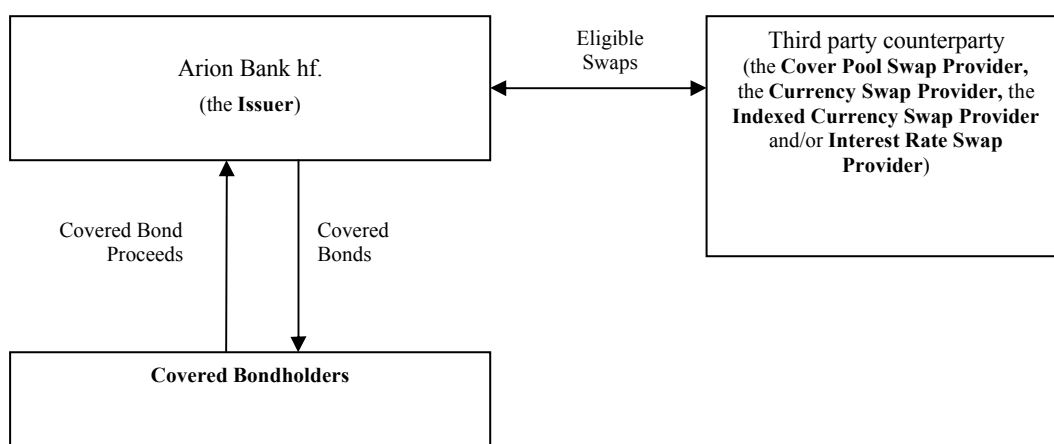 Arion Bank hf.
(the Issuer)
Eligible
Swaps
Third party counterparty
(the Cover Pool Swap Provider,
the Currency Swap Provider, the
Indexed Currency Swap Provider
and/or Interest Rate Swap
Provider)
Covered Bond
Proceeds
Covered
Bonds
Covered Bondholders